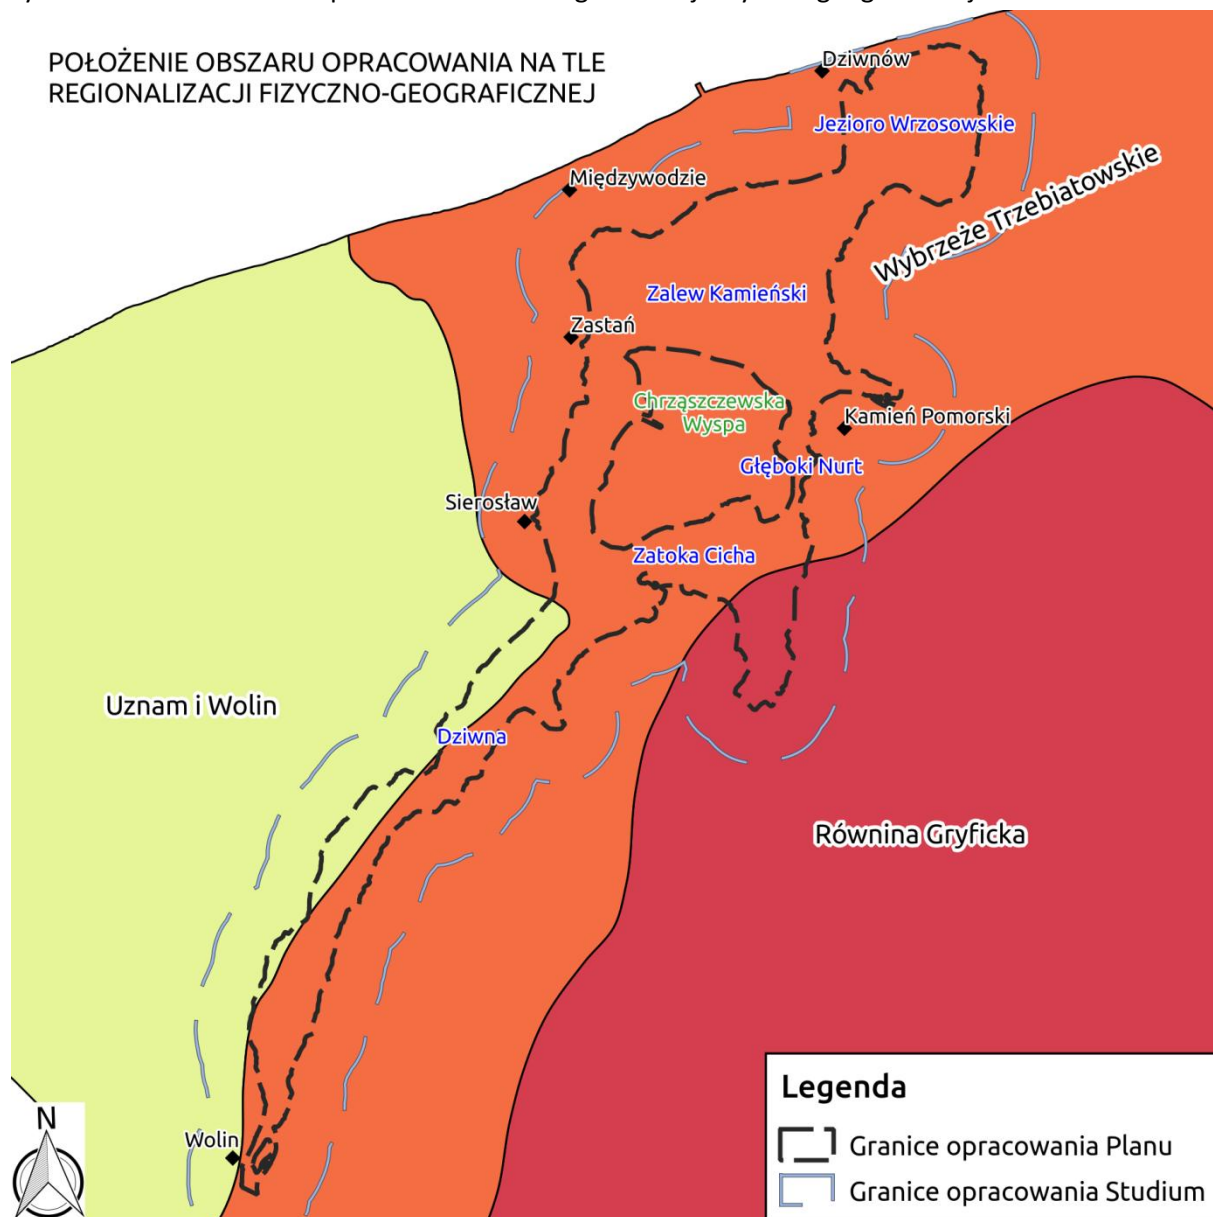 POŁOŻENIE OBSZARU OPRACOWANIA NA TLE
REGIONALIZACJI FIZYCZNO-GEOGRAFICZNEJ
Dziwnów
Jezioro Wrzosowskie
Międzywodzie
Wybrzeże Trzebiatowskie
Zalew Kamieński
Zastań
Chrząszczewska
Wyspa
Kamień Pomorski
Głęboki Nurt
Sierosław
Zatoka Cicha
Uznam i Wolin
Dziwna
Równina Gryficka
Wolin
N
Legenda
Granice opracowania Planu
Granice opracowania Studium